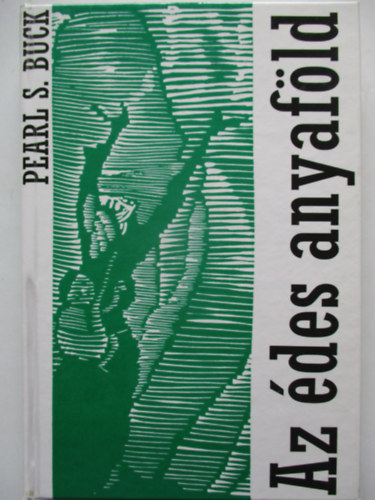 PEARL S. BUCK
Az édes anyaföld